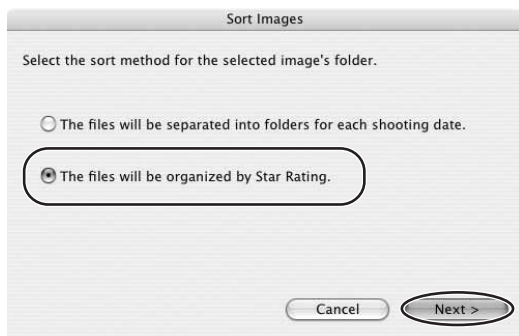 Sort Images
Select the sort method for the selected image's folder.
The files will be separated into folders for each shooting date.
The files will be organized by Star Rating.
Cancel
Next >